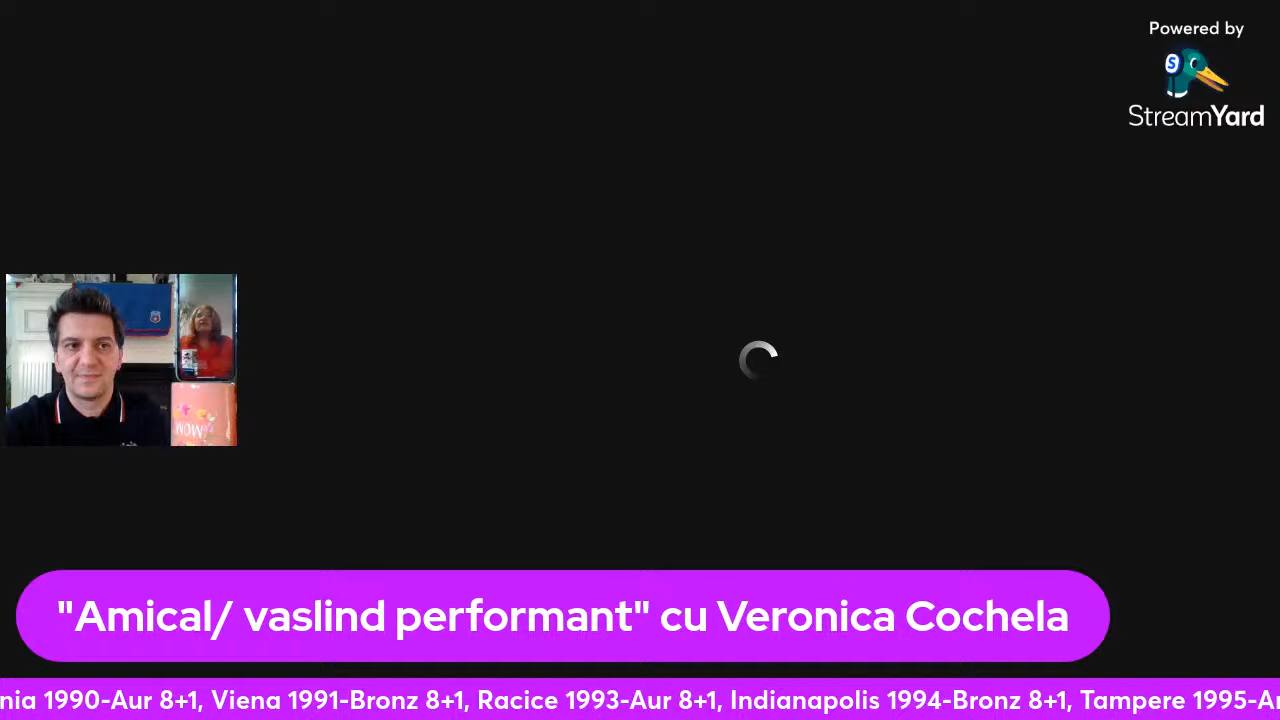 Powered by
S
StreamYard
WOW
"Amical/ vaslind performant" cu Veronica Cochela
nia 1990-Aur 8+1, Viena 1991-Bronz 8+1, Racice 1993-Aur 8+1, Indianapolis 1994-Bronz 8+1, Tampere 1995-A